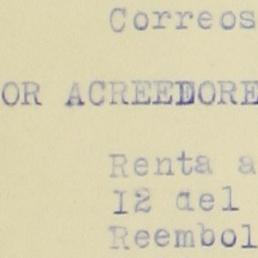 Correos
OR ACREEDORE
Renta a
12 del
Reembol